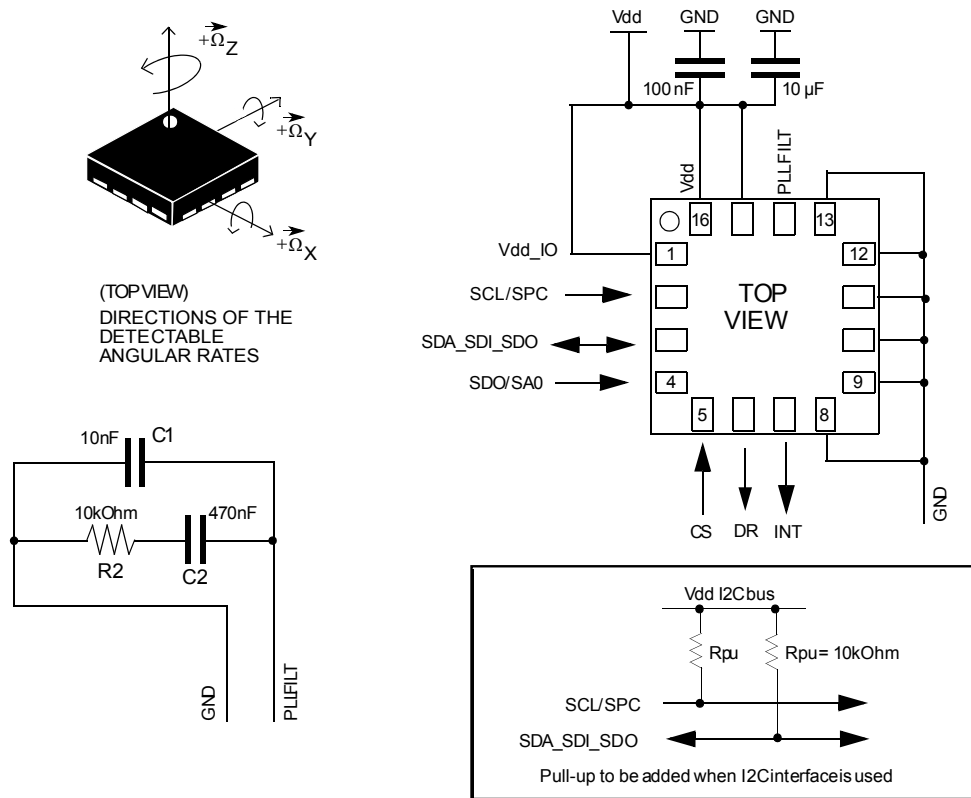 +Ω Z
+Ω Y
+Ω X
(TOP VIEW)
DIRECTIONS OF THE
DETECTABLE
ANGULAR RATES
Vdd
GND
GND
100 nF
10 µF
Vdd
PLLFILT
16
13
Vdd_IO
1
12
SCL/SPC
TOP
VIEW
SDA_SDI_SDO
SDO/SA0
4
9
5
8
CS
DR
INT
GND
10nF
C1
10kOhm
470nF
R2
C2
GND
PLLFILT
Vdd I2C bus
Rpu
Rpu= 10kOhm
SCL/SPC
SDA_SDI_SDO
Pull-up to be added when I2C interface is used